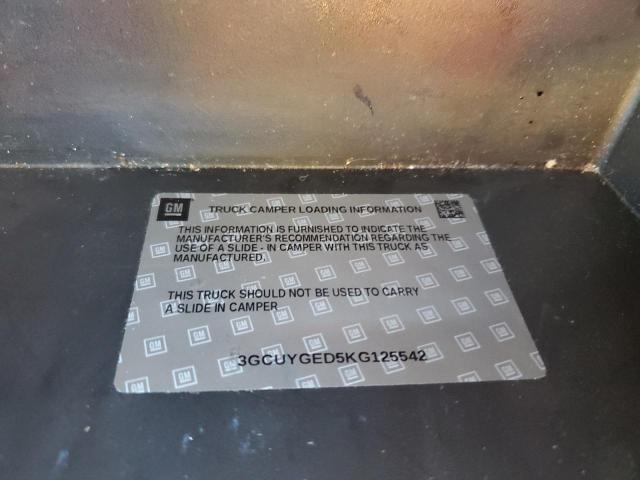 GM TRUCK CAMPER LOADING INFORMATION
THIS INFORMATION IS FURNISHED TO INDICATE THE
MANUFACTURER'S RECOMMENDATION REGARDING THE
USE OF A SLIDE - IN CAMPER WITH THIS TRUCK AS
MANUFACTURED.
THIS TRUCK SHOULD NOT BE USED TO CARRY
A SLIDE IN CAMPER
3GCUYGED5KG125542